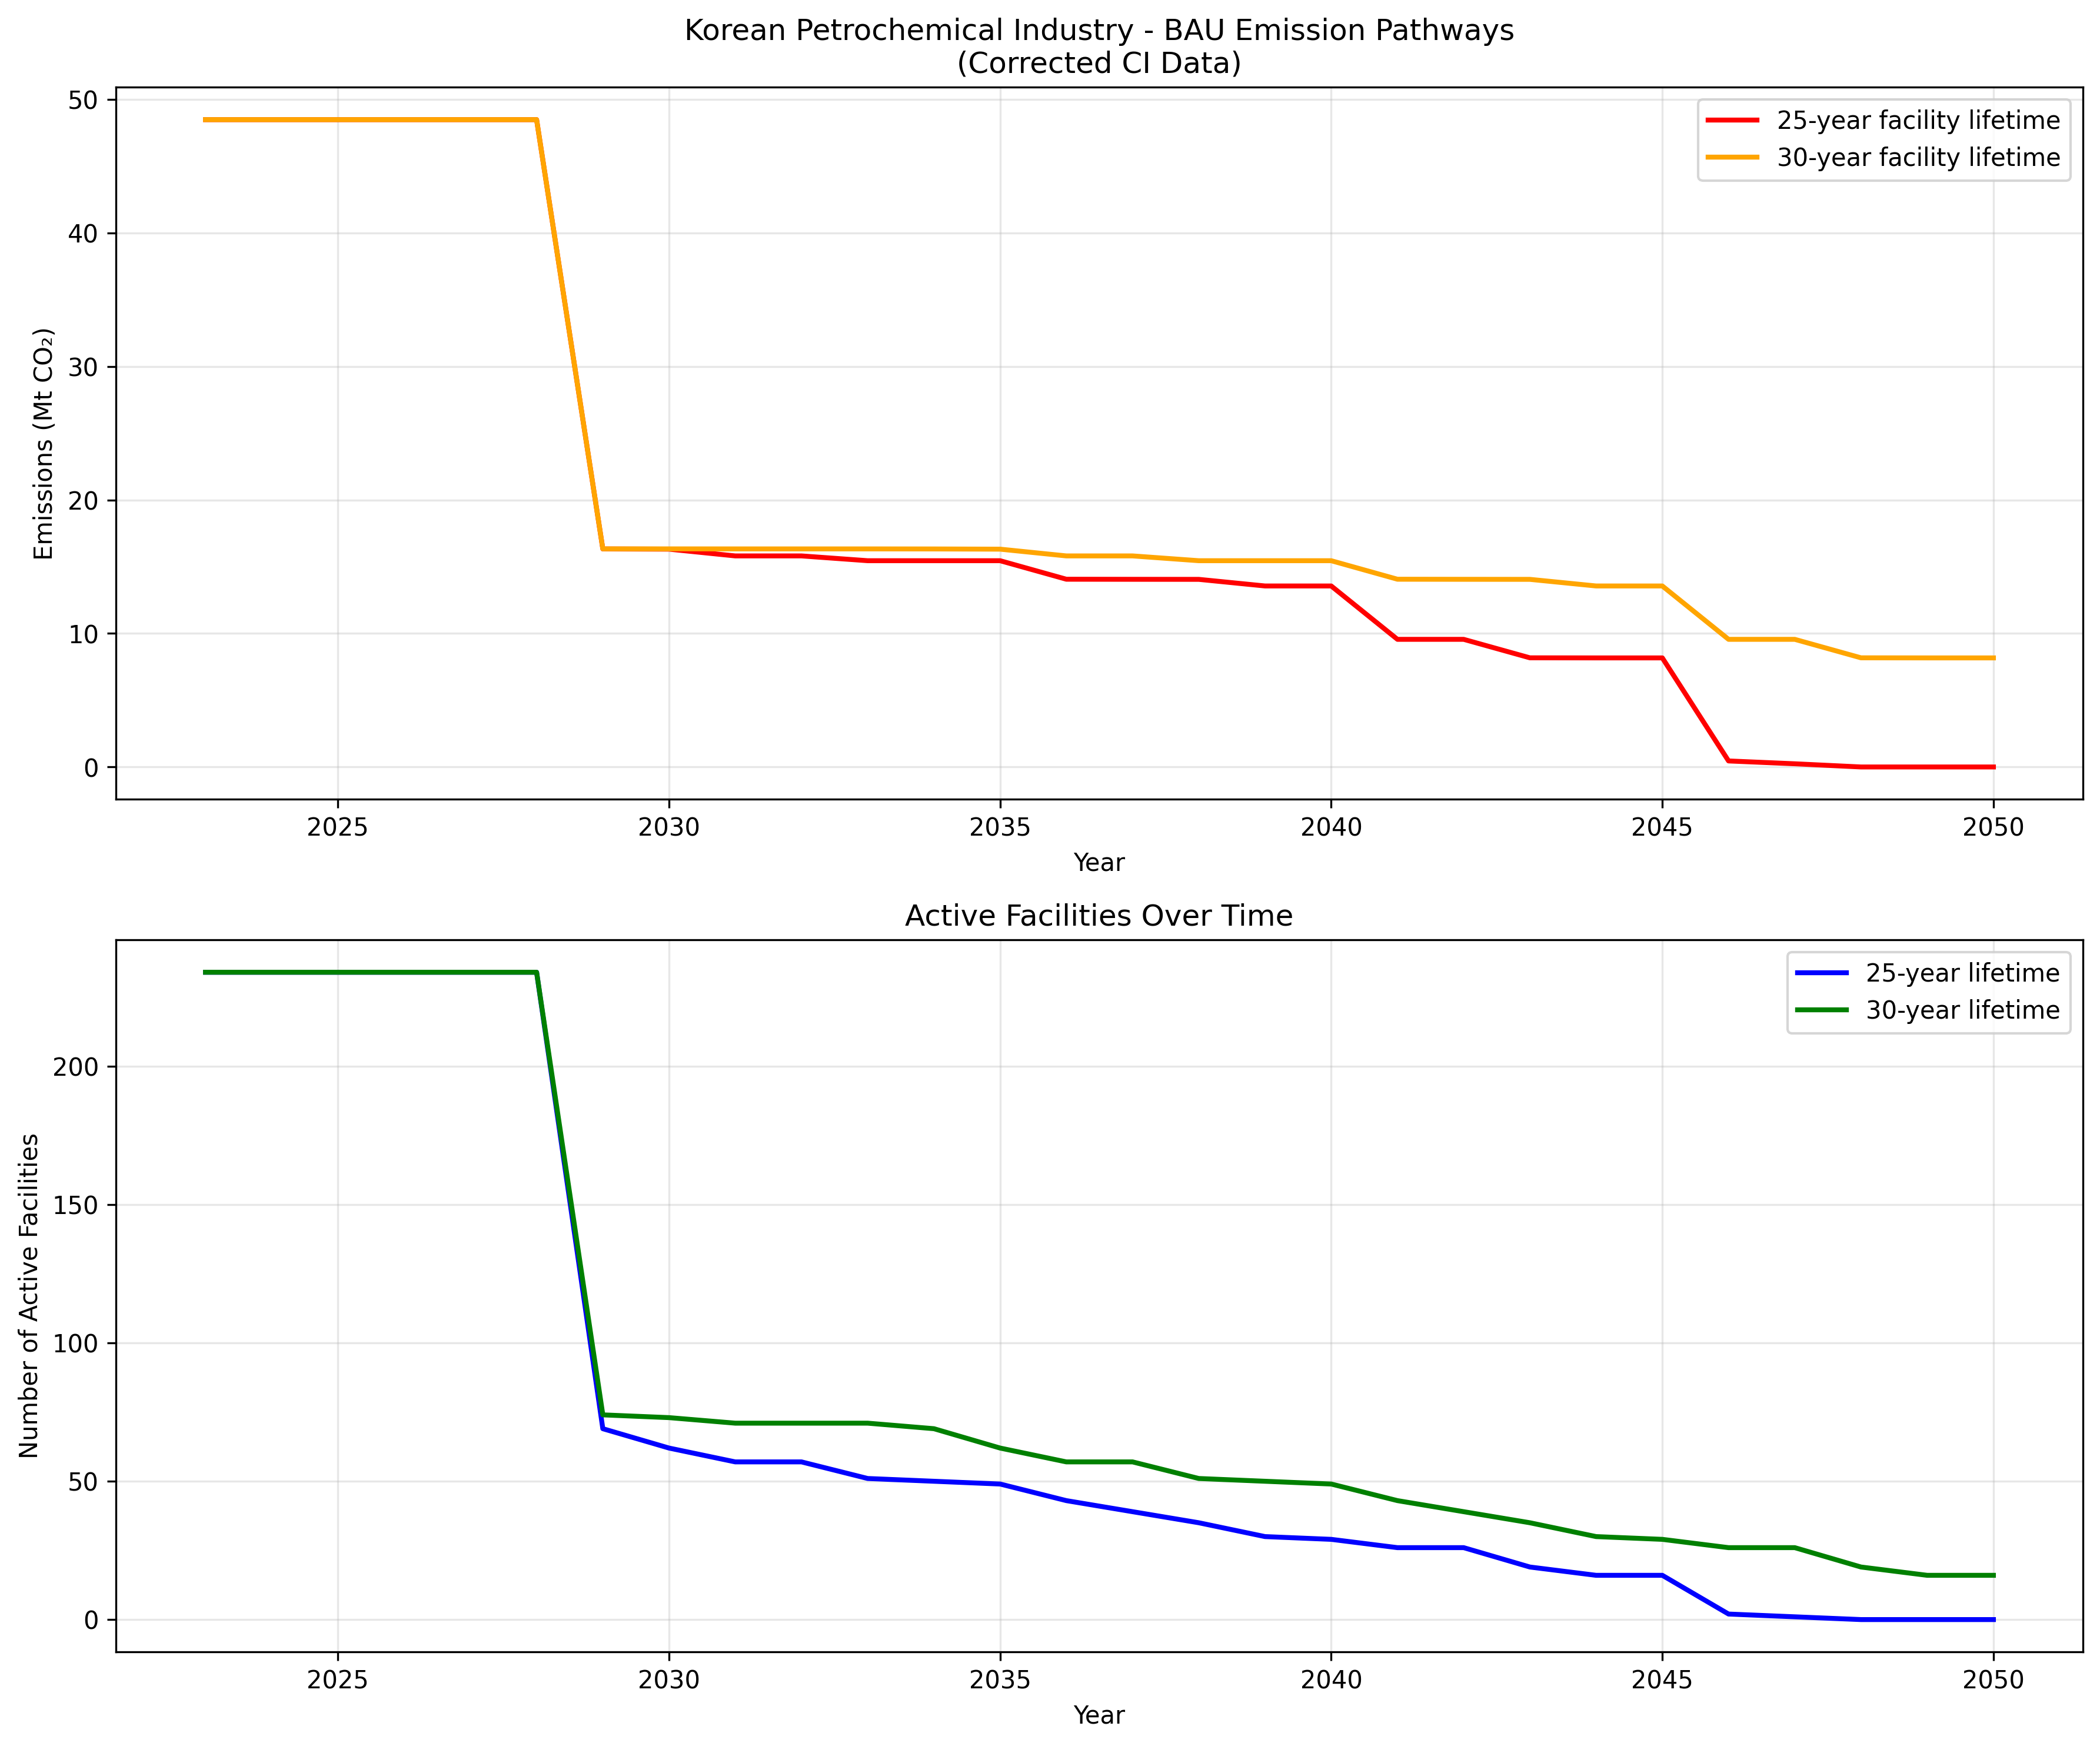 Korean Petrochemical Industry - BAU Emission Pathways
(Corrected CI Data)
50
40
30
20
10
0
Emissions (Mt CO₂)
25-year facility lifetime
30-year facility lifetime
2025
2030
2035
2040
2045
2050
Year
Active Facilities Over Time
200
150
100
50
0
Number of Active Facilities
25-year lifetime
30-year lifetime
2025
2030
2035
2040
2045
2050
Year